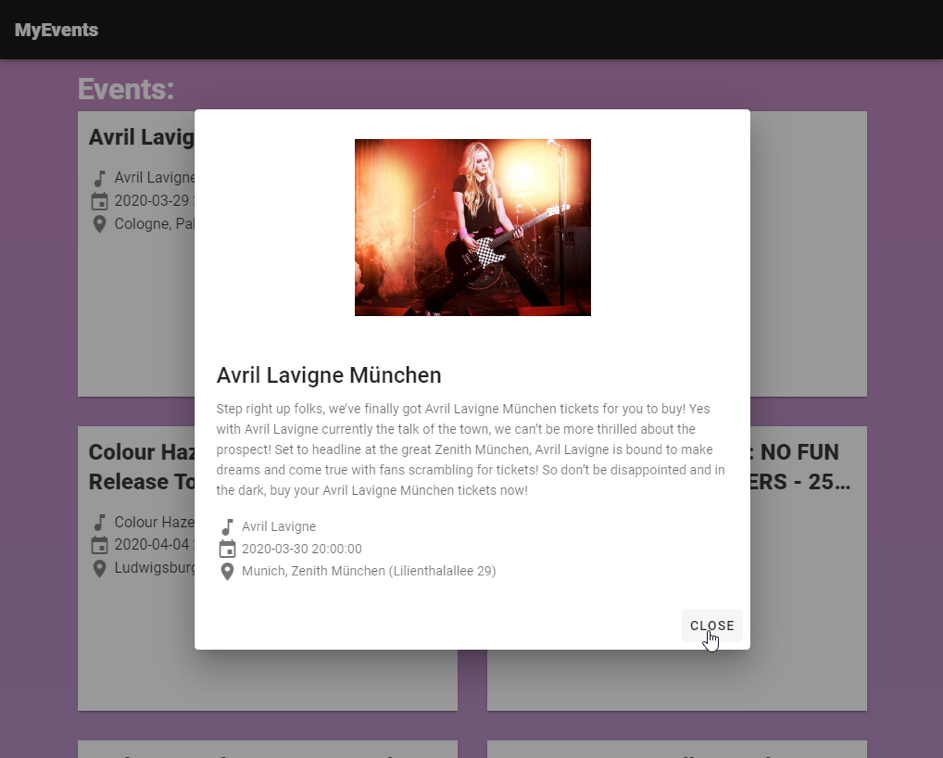 MyEvents
Events:
Avril Lavig
Avril Lavigne
2020-03-29
Cologne, Pal
Avril Lavigne München
Step right up folks, we've finally got Avril Lavigne München tickets for you to buy! Yes
with Avril Lavigne currently the talk of the town, we can't be more thrilled about the
prospect! Set to headline at the great Zenith München, Avril Lavigne is bound to make
dreams and come true with fans scrambling for tickets! So don't be disappointed and in
the dark, buy your Avril Lavigne München tickets now!
Avril Lavigne
2020-03-30 20:00:00
Munich, Zenith München (Lilienthalallee 29)
CLOSE
Colour Haz
Release To
Colour Haze
2020-04-04
Ludwigsburg
: NO FUN
ERS - 25...